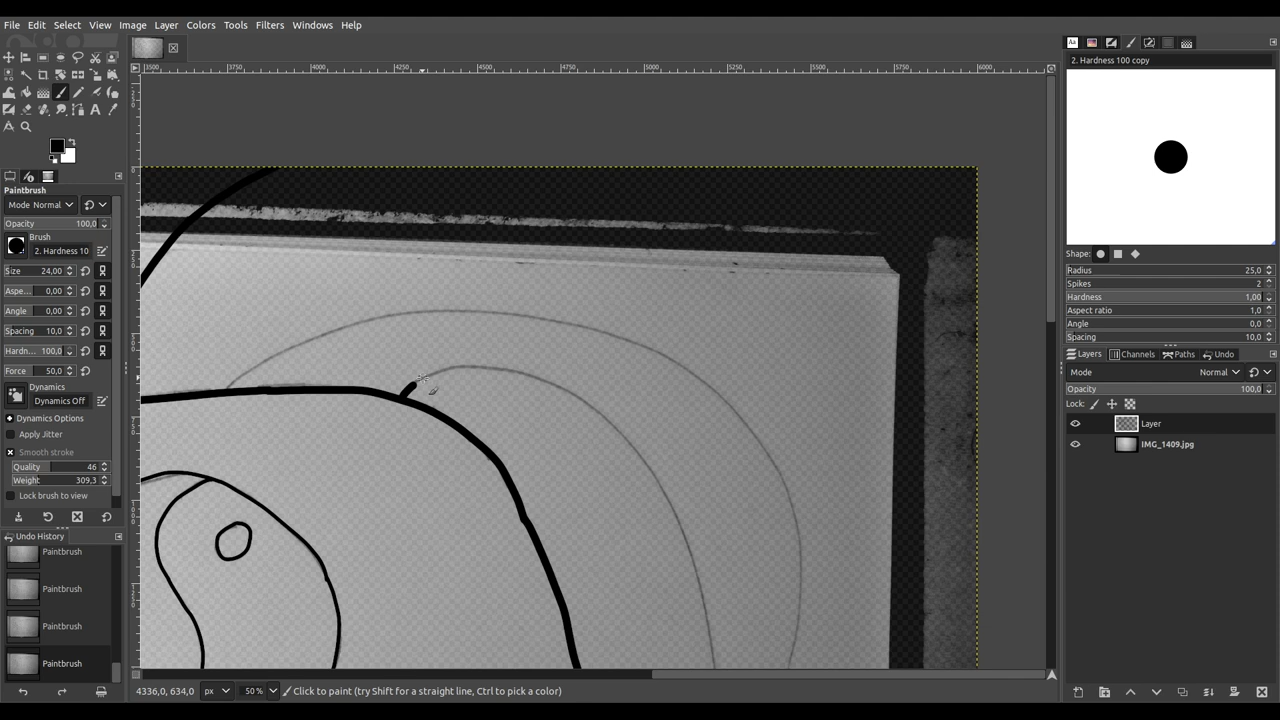 File Edit Select View Image Layer Colors Tools Filters Windows Help
3500 3750 4000 4250 4500 4750 5000 5250 5500 5750 6000
Paintbrush
Mode Normal
Opacity 100,0
Brush
2. Hardness 10
Size 24,00
Aspe... 0,00
Angle 0,00
Spacing 10,0
Hardn... 100,0
Force 50,0
Dynamics
Dynamics Off
Dynamics Options
Apply Jitter
Smooth stroke
Quality 46
Weight 309,3
Lock brush to view
Undo History
Paintbrush
Paintbrush
Paintbrush
Paintbrush
4336,0, 634,0 px 50 % Click to paint (try Shift for a straight line, Ctrl to pick a color)
Aa
2. Hardness 100 copy
Shape:
Radius 25,0
Spikes 2
Hardness 1,00
Aspect ratio 1,0
Angle 0,0
Spacing 10,0
Layers Channels Paths Undo
Mode Normal
Opacity 100,0
Lock:
Layer
IMG_1409.jpg